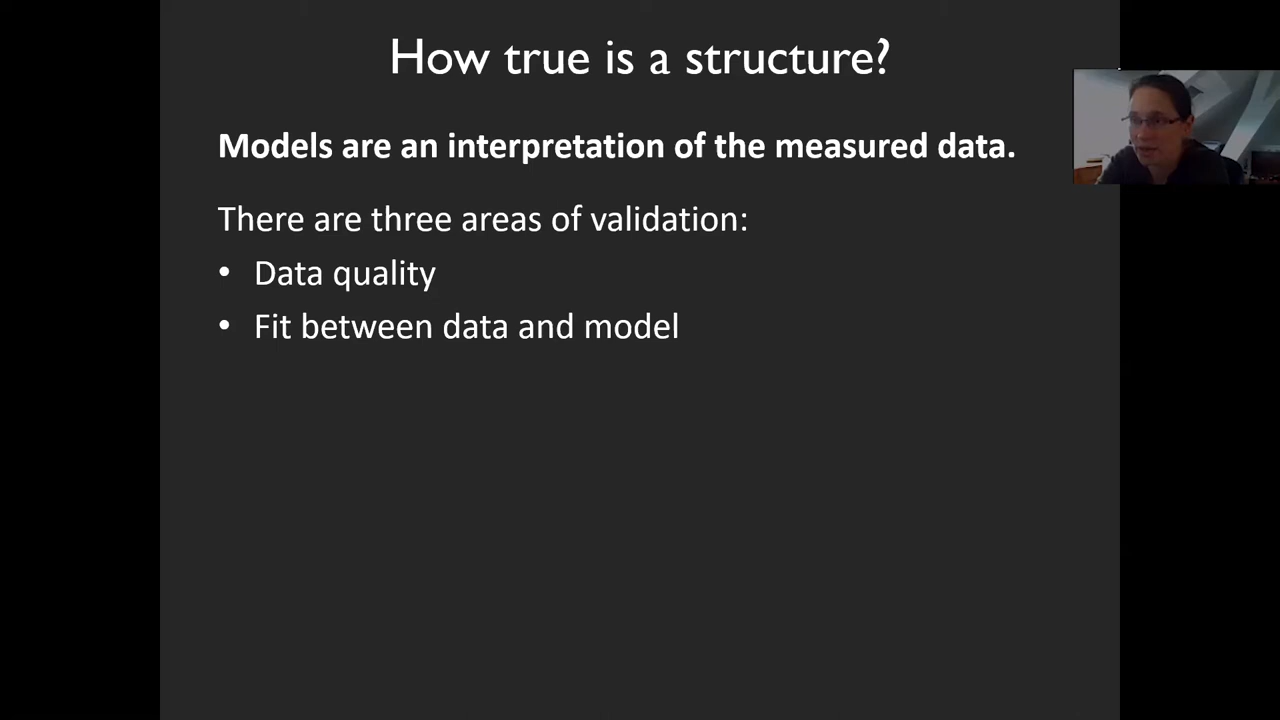 How true is a structure?
Models are an interpretation of the measured data.
There are three areas of validation:
• Data quality
• Fit between data and model